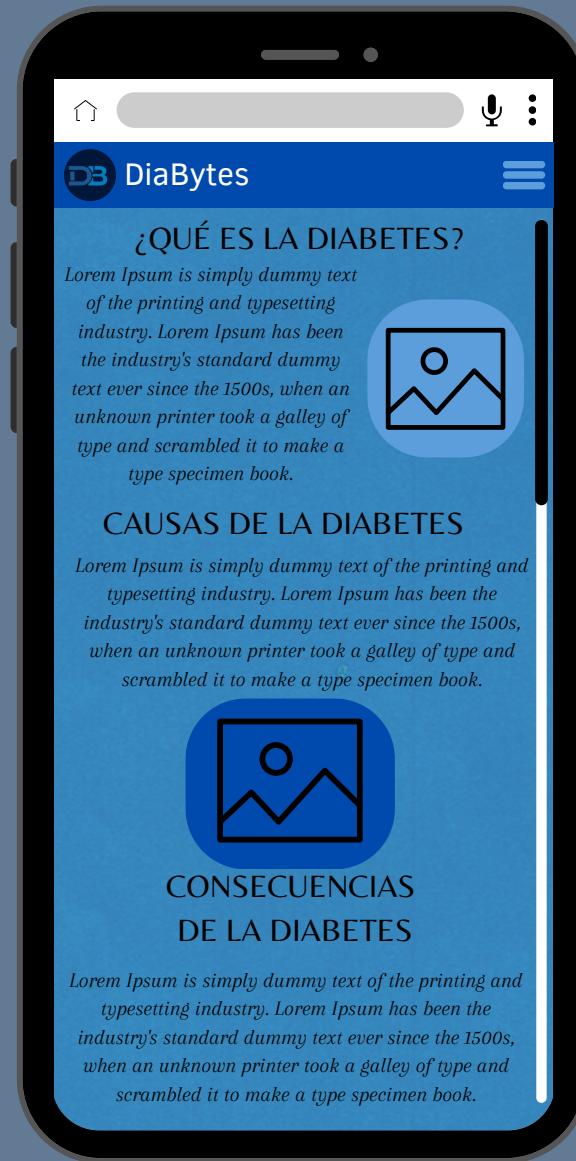 DB DiaBytes
¿QUÉ ES LA DIABETES?
Lorem Ipsum is simply dummy text
of the printing and typesetting
industry. Lorem Ipsum has been
the industry's standard dummy
text ever since the 1500s, when an
unknown printer took a galley of
type and scrambled it to make a
type specimen book.
CAUSAS DE LA DIABETES
Lorem Ipsum is simply dummy text of the printing and
typesetting industry. Lorem Ipsum has been the
industry's standard dummy text ever since the 1500s,
when an unknown printer took a galley of type and
scrambled it to make a type specimen book.
CONSECUENCIAS
DE LA DIABETES
Lorem Ipsum is simply dummy text of the printing and
typesetting industry. Lorem Ipsum has been the
industry's standard dummy text ever since the 1500s,
when an unknown printer took a galley of type and
scrambled it to make a type specimen book.